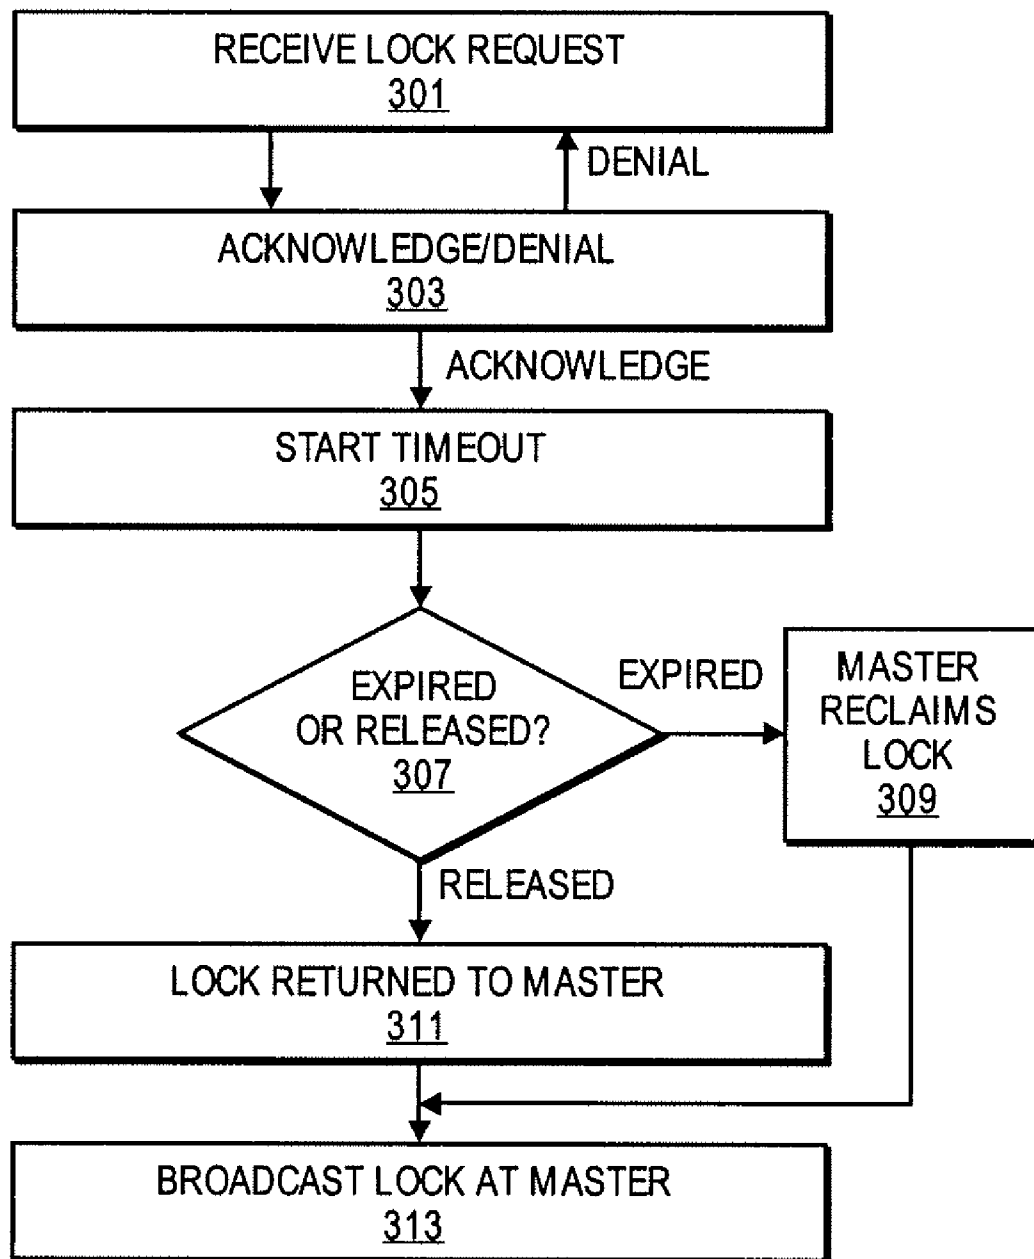 RECEIVE LOCK REQUEST
301
DENIAL
ACKNOWLEDGE/DENIAL
303
ACKNOWLEDGE
START TIMEOUT
305
EXPIRED
OR RELEASED?
307
EXPIRED
MASTER
RECLAIMS
LOCK
309
RELEASED
LOCK RETURNED TO MASTER
311
BROADCAST LOCK AT MASTER
313